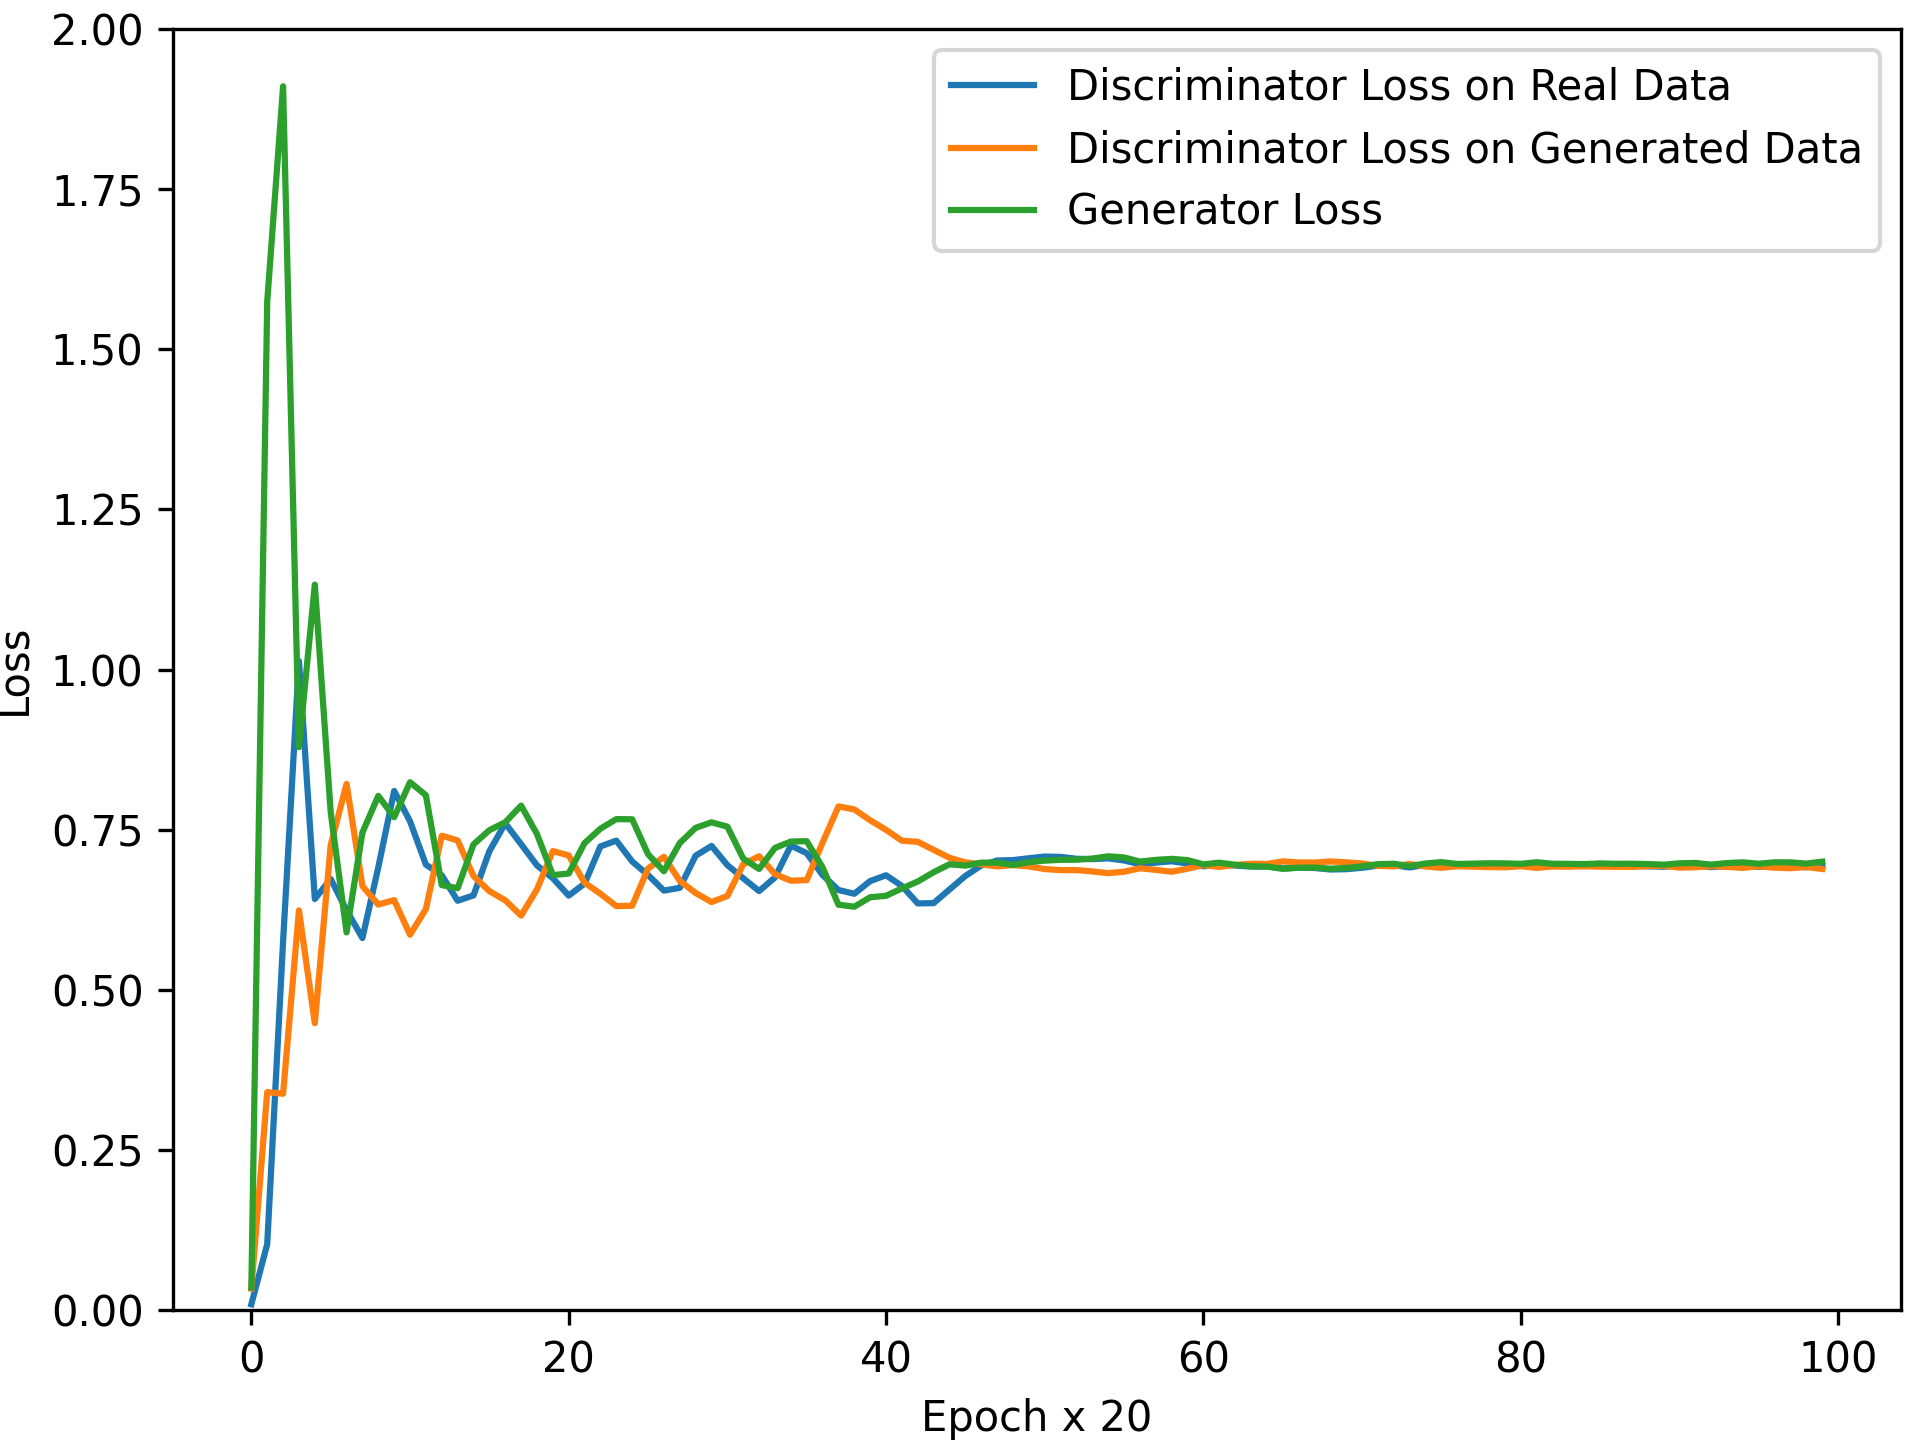 2.00
1.75
1.50
1.25
1.00
0.75
0.50
0.25
0.00
Loss
Discriminator Loss on Real Data
Discriminator Loss on Generated Data
Generator Loss
0 20 40 60 80 100
Epoch x 20